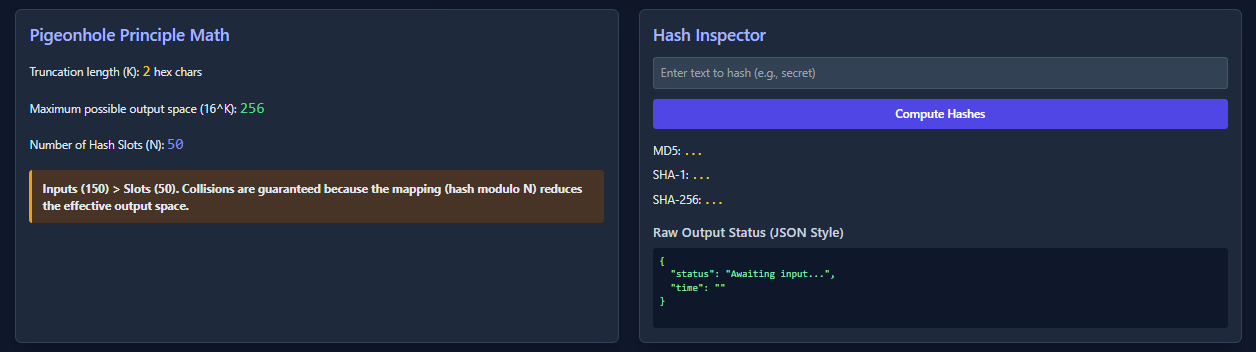 Pigeonhole Principle Math
Truncation length (K): 2 hex chars
Maximum possible output space (16^K): 256
Number of Hash Slots (N): 50
Inputs (150) > Slots (50). Collisions are guaranteed because the mapping (hash modulo N) reduces
the effective output space.
Hash Inspector
Enter text to hash (e.g., secret)
Compute Hashes
MD5: ...
SHA-1: ...
SHA-256: ...
Raw Output Status (JSON Style)
{
  "status": "Awaiting input...",
  "time": ""
}